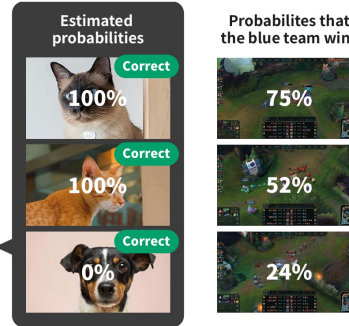 Estimated
probabilities
Correct
100%
Correct
100%
Correct
0%
Probabilites that
the blue team win
75%
52%
24%